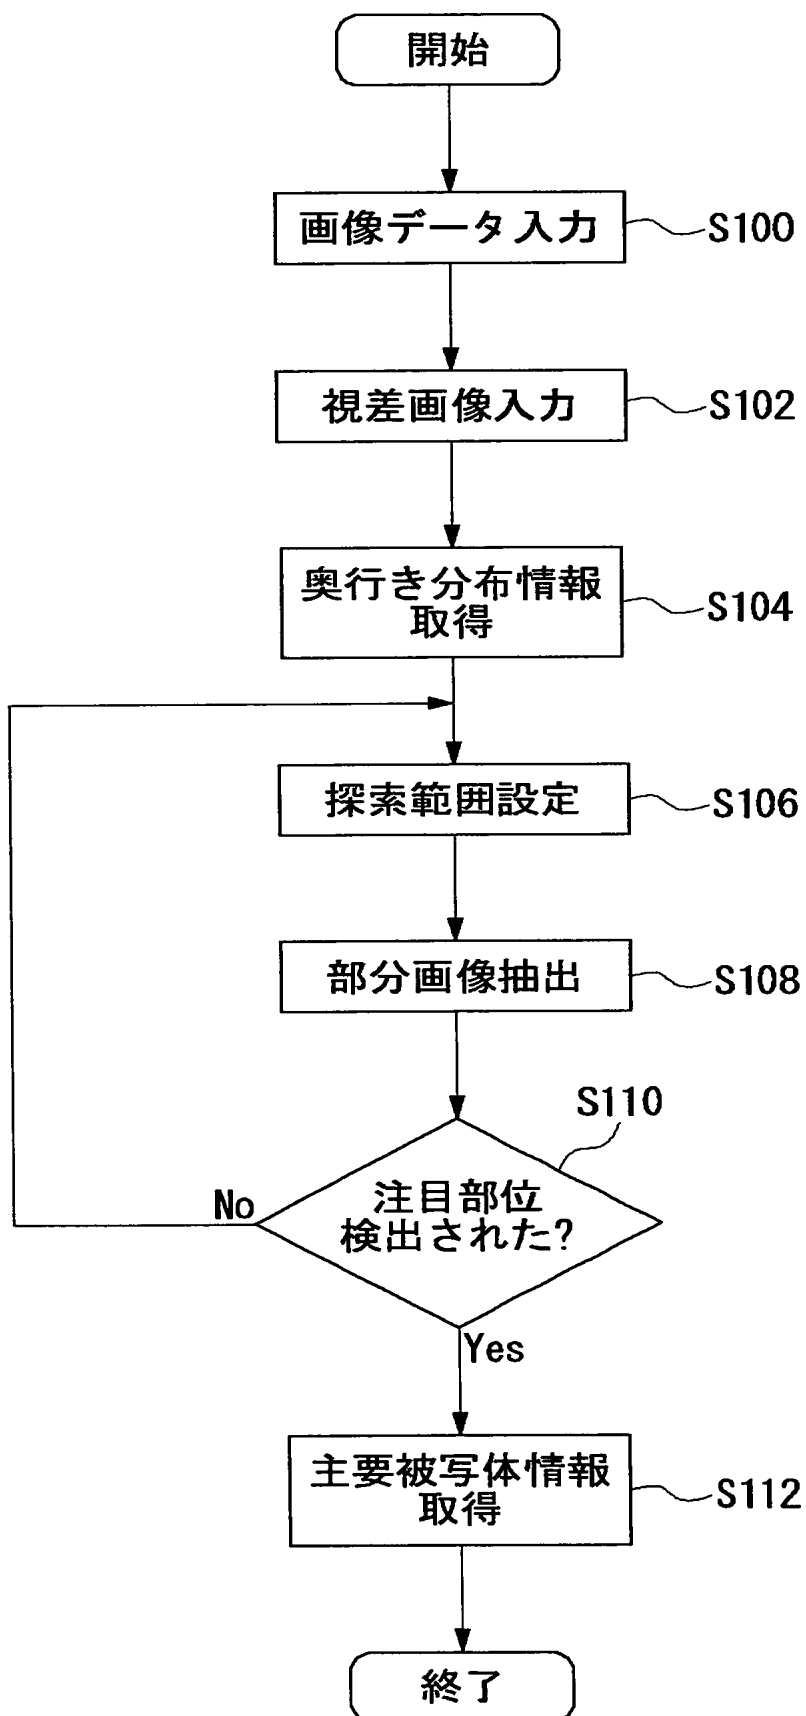 開始
画像データ入力
S100
視差画像入力
S102
奥行き分布情報
取得
S104
探索範囲設定
S106
部分画像抽出
S108
S110
注目部位
検出された?
No
Yes
主要被写体情報
取得
S112
終了